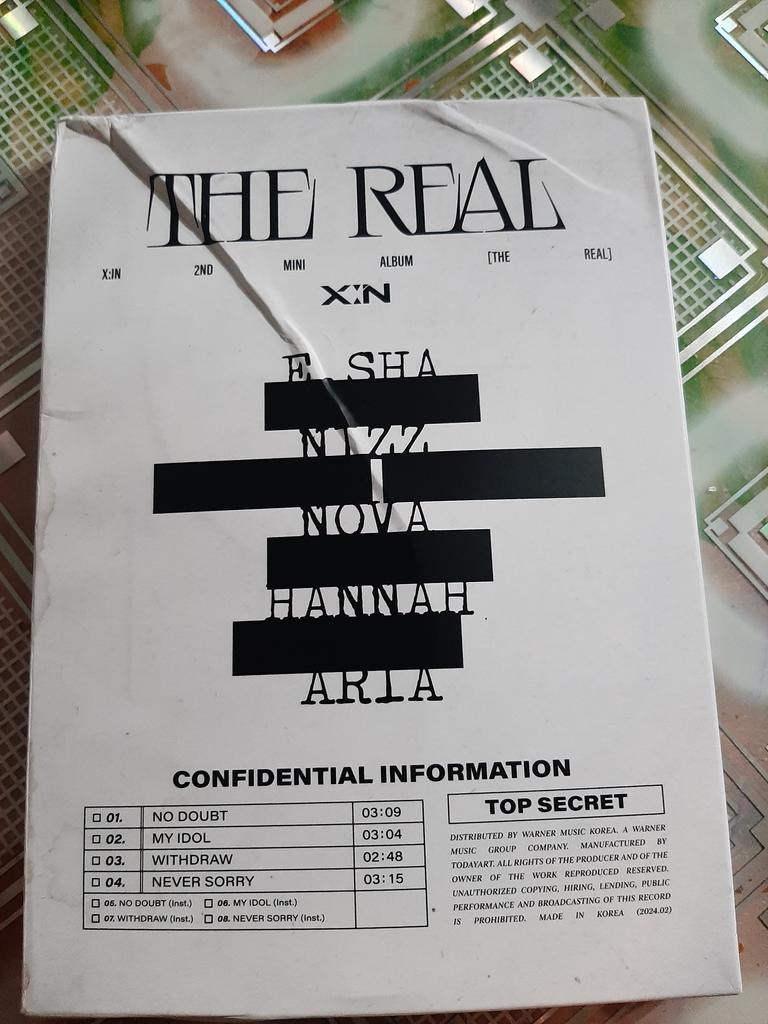 THE REAL
X:IN 2ND MINI ALBUM [THE REAL]
X:IN
E.SHA
NIZZ
NOVA
HANNAH
ARIA
CONFIDENTIAL INFORMATION
01. NO DOUBT 03:09
02. MY IDOL 03:04
03. WITHDRAW 02:48
04. NEVER SORRY 03:15
05. NO DOUBT (Inst.) 06. MY IDOL (Inst.)
07. WITHDRAW (Inst.) 08. NEVER SORRY (Inst.)
TOP SECRET
DISTRIBUTED BY WARNER MUSIC KOREA. A WARNER
MUSIC GROUP COMPANY. MANUFACTURED BY
TODAYART. ALL RIGHTS OF THE PRODUCER AND OF THE
OWNER OF THE WORK REPRODUCED RESERVED.
UNAUTHORIZED COPYING, HIRING, LENDING, PUBLIC
PERFORMANCE AND BROADCASTING OF THIS RECORD
IS PROHIBITED. MADE IN KOREA (2024.02)